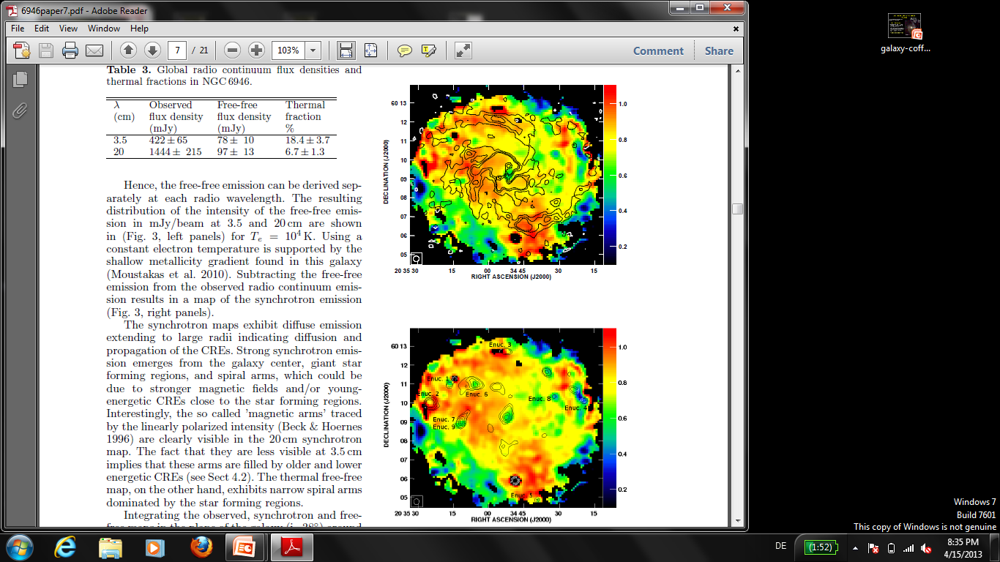 6946paper7.pdf - Adobe Reader
File Edit View Window Help
7 / 21 103% Comment Share
Table 3. Global radio continuum flux densities and
thermal fractions in NGC 6946.
λ Observed Free-free Thermal
(cm) flux density flux density fraction
(mJy) (mJy) %
3.5 422 ± 65 78 ± 10 18.4 ± 3.7
20 1444 ± 215 97 ± 13 6.7 ± 1.3
Hence, the free-free emission can be derived sep-
arately at each radio wavelength. The resulting
distribution of the intensity of the free-free emis-
sion in mJy/beam at 3.5 and 20 cm are shown
in (Fig. 3, left panels) for Te = 10⁴ K. Using a
constant electron temperature is supported by the
shallow metallicity gradient found in this galaxy
(Moustakas et al. 2010). Subtracting the free-free
emission from the observed radio continuum emis-
sion results in a map of the synchrotron emission
(Fig. 3, right panels).
The synchrotron maps exhibit diffuse emission
extending to large radii indicating diffusion and
propagation of the CREs. Strong synchrotron emis-
sion emerges from the galaxy center, giant star
forming regions, and spiral arms, which could be
due to stronger magnetic fields and/or young-
energetic CREs close to the star forming regions.
Interestingly, the so called 'magnetic arms' traced
by the linearly polarized intensity (Beck & Hoernes
1996) are clearly visible in the 20 cm synchrotron
map. The fact that they are less visible at 3.5 cm
implies that these arms are filled by older and lower
energetic CREs (see Sect 4.2). The thermal free-free
map, on the other hand, exhibits narrow spiral arms
dominated by the star forming regions.
Integrating the observed, synchrotron and free-
DECLINATION (J2000)
60 13
12
11
10
09
08
07
06
05
20 35 30 15 00 34 45 30 15
RIGHT ASCENSION (J2000)
1.0
0.8
0.6
0.4
0.2
DECLINATION (J2000)
60 13
12
11
10
09
08
07
06
05
Enuc. 3
Enuc. 1
Enuc. 2
Enuc. 6
Enuc. 8
Enuc. 4
Enuc. 7
Enuc. 9
Enuc. 5
20 35 30 15 00 34 45 30 15
RIGHT ASCENSION (J2000)
1.0
0.8
0.6
0.4
0.2
galaxy-coff...
Windows 7
Build 7601
This copy of Windows is not genuine
DE (1:52) 8:35 PM
4/15/2013